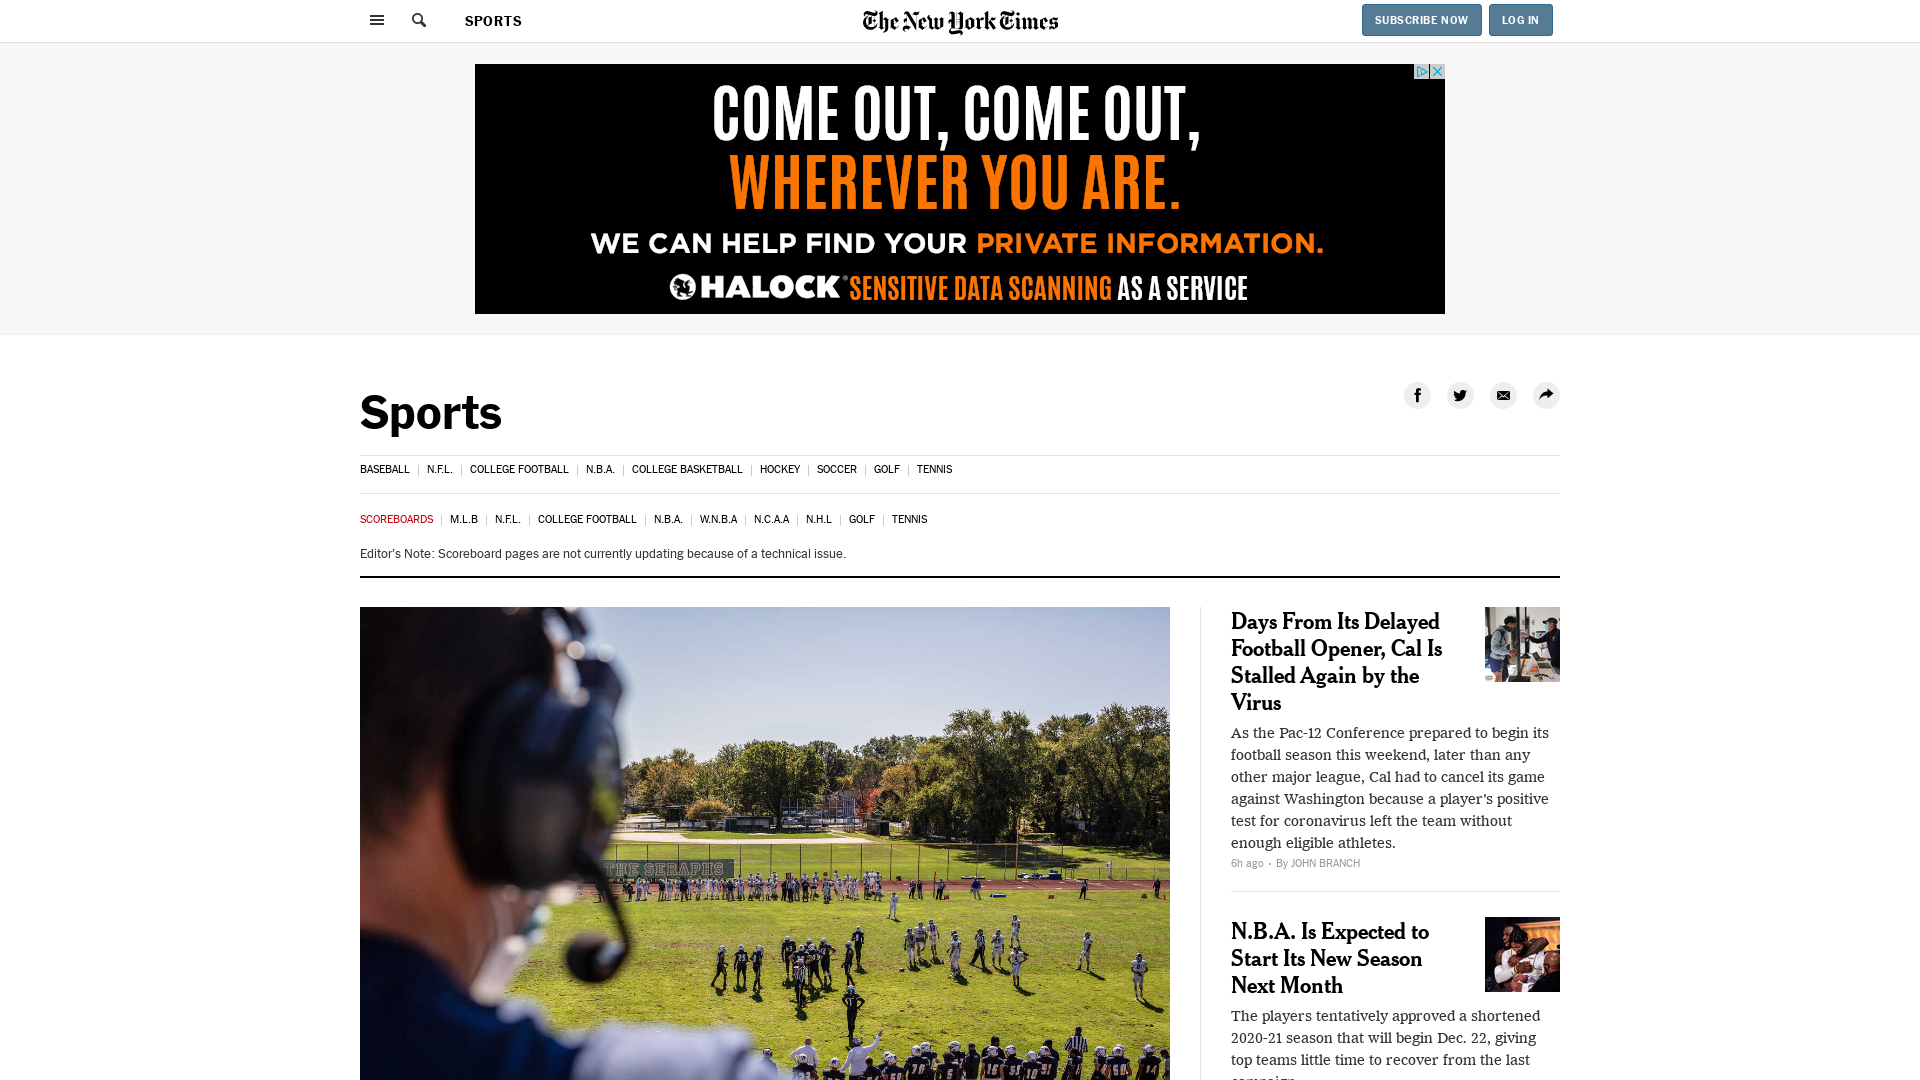 SPORTS
The New York Times
SUBSCRIBE NOW
LOG IN
COME OUT, COME OUT,
WHEREVER YOU ARE.
WE CAN HELP FIND YOUR PRIVATE INFORMATION.
HALOCK® SENSITIVE DATA SCANNING AS A SERVICE
Sports
BASEBALL | N.F.L. | COLLEGE FOOTBALL | N.B.A. | COLLEGE BASKETBALL | HOCKEY | SOCCER | GOLF | TENNIS
SCOREBOARDS | M.L.B | N.F.L. | COLLEGE FOOTBALL | N.B.A. | W.N.B.A | N.C.A.A | N.H.L | GOLF | TENNIS
Editor's Note: Scoreboard pages are not currently updating because of a technical issue.
THE SERAPHS
Days From Its Delayed
Football Opener, Cal Is
Stalled Again by the
Virus
As the Pac-12 Conference prepared to begin its
football season this weekend, later than any
other major league, Cal had to cancel its game
against Washington because a player's positive
test for coronavirus left the team without
enough eligible athletes.
6h ago • By JOHN BRANCH
N.B.A. Is Expected to
Start Its New Season
Next Month
The players tentatively approved a shortened
2020-21 season that will begin Dec. 22, giving
top teams little time to recover from the last